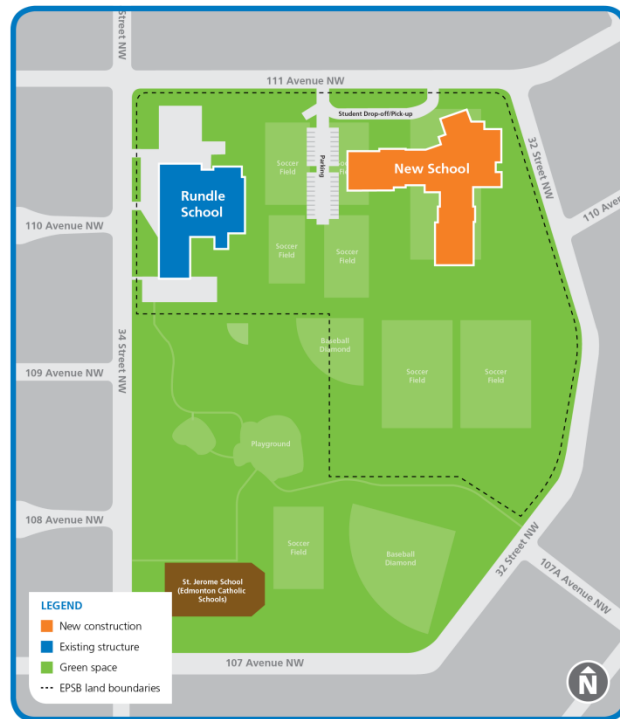 Street NW
111 Avenue NW
Student Drop-off/Pick-up
Soccer
Field
Parking
Soccer
Field
New School
32 Street NW
Rundle
School
110 Avenue NW
110 Aven
Soccer
Field
Soccer
Field
34 Street NW
Baseball
Diamond
109 Avenue NW
Soccer
Field
Soccer
Field
Playground
108 Avenue NW
Soccer
Field
Baseball
Diamond
32 Street NW
107A Avenue NW
St. Jerome School
(Edmonton Catholic
Schools)
LEGEND
New construction
Existing structure
Green space
EPSB land boundaries
107 Avenue NW
N